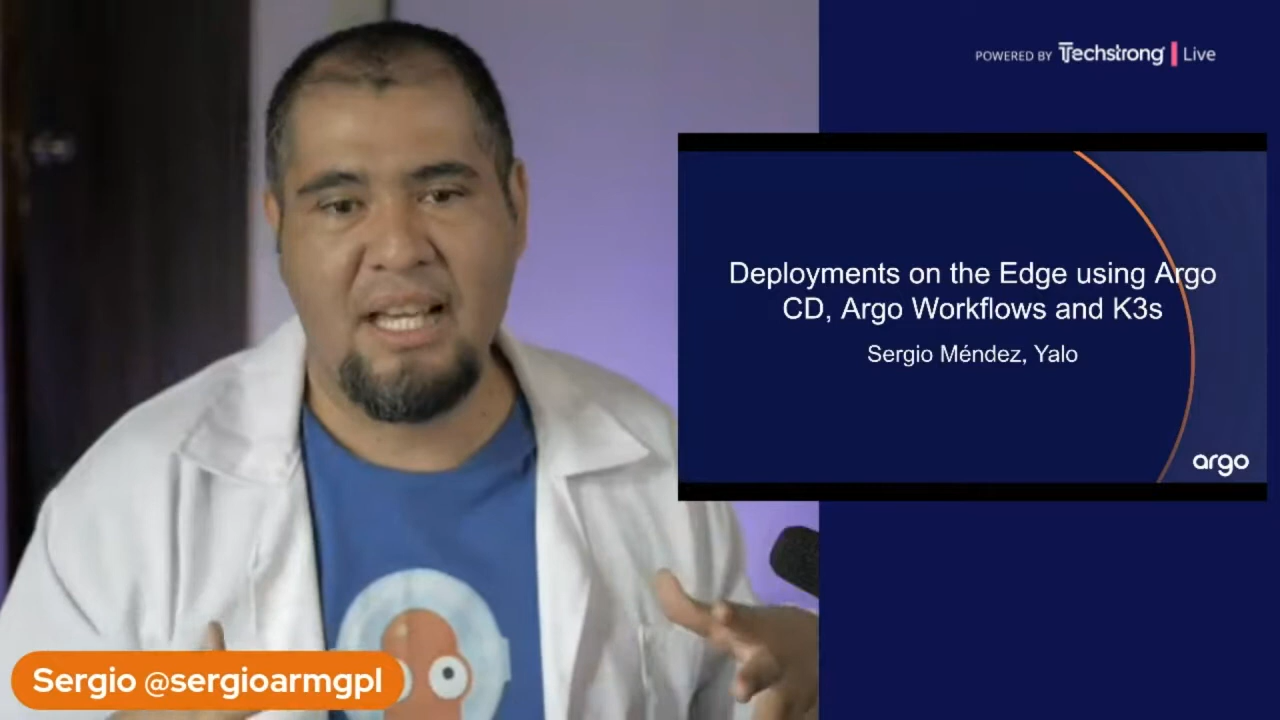 POWERED BY Techstrong | Live
Deployments on the Edge using Argo
CD, Argo Workflows and K3s
Sergio Méndez, Yalo
argo
Sergio @sergioarmgpl